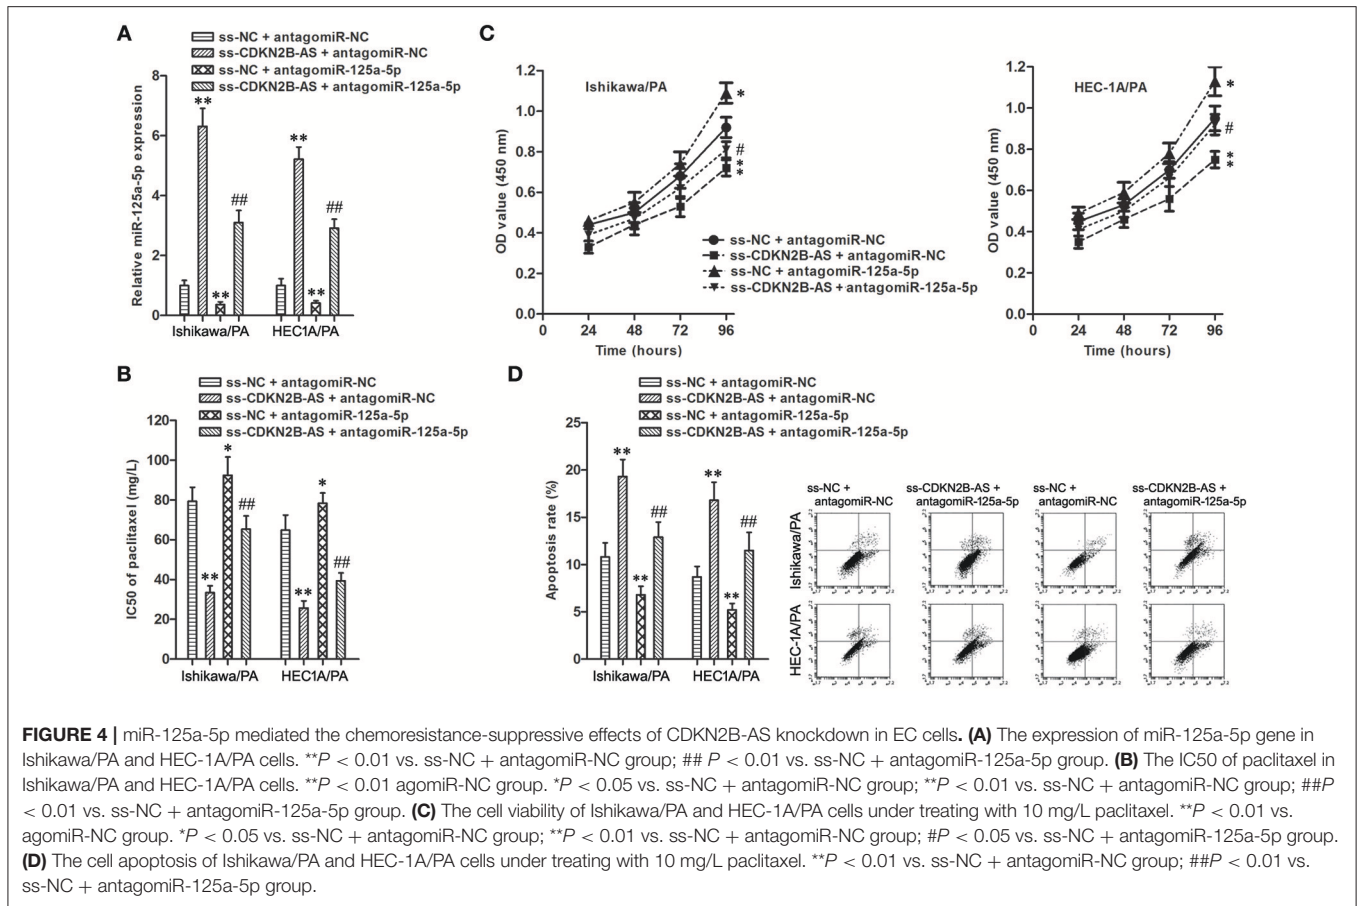 A
ss-NC + antagomiR-NC
ss-CDKN2B-AS + antagomiR-NC
ss-NC + antagomiR-125a-5p
ss-CDKN2B-AS + antagomiR-125a-5p
Relative miR-125a-5p expression
8
6
4
2
0
**
**
##
**
**
##
Ishikawa/PA
HEC1A/PA
C
Ishikawa/PA
OD value (450 nm)
1.2
1.0
0.8
0.6
0.4
0.2
0.0
0
24
48
72
96
Time (hours)
*
#
*
*
ss-NC + antagomiR-NC
ss-CDKN2B-AS + antagomiR-NC
ss-NC + antagomiR-125a-5p
ss-CDKN2B-AS + antagomiR-125a-5p
HEC-1A/PA
OD value (450 nm)
1.2
1.0
0.8
0.6
0.4
0.2
0.0
0
24
48
72
96
Time (hours)
*
#
*
*
B
ss-NC + antagomiR-NC
ss-CDKN2B-AS + antagomiR-NC
ss-NC + antagomiR-125a-5p
ss-CDKN2B-AS + antagomiR-125a-5p
IC50 of paclitaxel (mg/L)
120
100
80
60
40
20
0
**
*
##
**
*
##
Ishikawa/PA
HEC1A/PA
D
ss-NC + antagomiR-NC
ss-CDKN2B-AS + antagomiR-NC
ss-NC + antagomiR-125a-5p
ss-CDKN2B-AS + antagomiR-125a-5p
Apoptosis rate (%)
25
20
15
10
5
0
**
**
##
**
**
##
Ishikawa/PA
HEC1A/PA
ss-NC +
antagomiR-NC
ss-CDKN2B-AS +
antagomiR-125a-5p
ss-NC +
antagomiR-NC
ss-CDKN2B-AS +
antagomiR-125a-5p
Ishikawa/PA
HEC-1A/PA
FIGURE 4 | miR-125a-5p mediated the chemoresistance-suppressive effects of CDKN2B-AS knockdown in EC cells. (A) The expression of miR-125a-5p gene in
Ishikawa/PA and HEC-1A/PA cells. **P < 0.01 vs. ss-NC + antagomiR-NC group; ## P < 0.01 vs. ss-NC + antagomiR-125a-5p group. (B) The IC50 of paclitaxel in
Ishikawa/PA and HEC-1A/PA cells. **P < 0.01 agomiR-NC group. *P < 0.05 vs. ss-NC + antagomiR-NC group; **P < 0.01 vs. ss-NC + antagomiR-NC group; ##P
< 0.01 vs. ss-NC + antagomiR-125a-5p group. (C) The cell viability of Ishikawa/PA and HEC-1A/PA cells under treating with 10 mg/L paclitaxel. **P < 0.01 vs.
agomiR-NC group. *P < 0.05 vs. ss-NC + antagomiR-NC group; **P < 0.01 vs. ss-NC + antagomiR-NC group; #P < 0.05 vs. ss-NC + antagomiR-125a-5p group.
(D) The cell apoptosis of Ishikawa/PA and HEC-1A/PA cells under treating with 10 mg/L paclitaxel. **P < 0.01 vs. ss-NC + antagomiR-NC group; ##P < 0.01 vs.
ss-NC + antagomiR-125a-5p group.